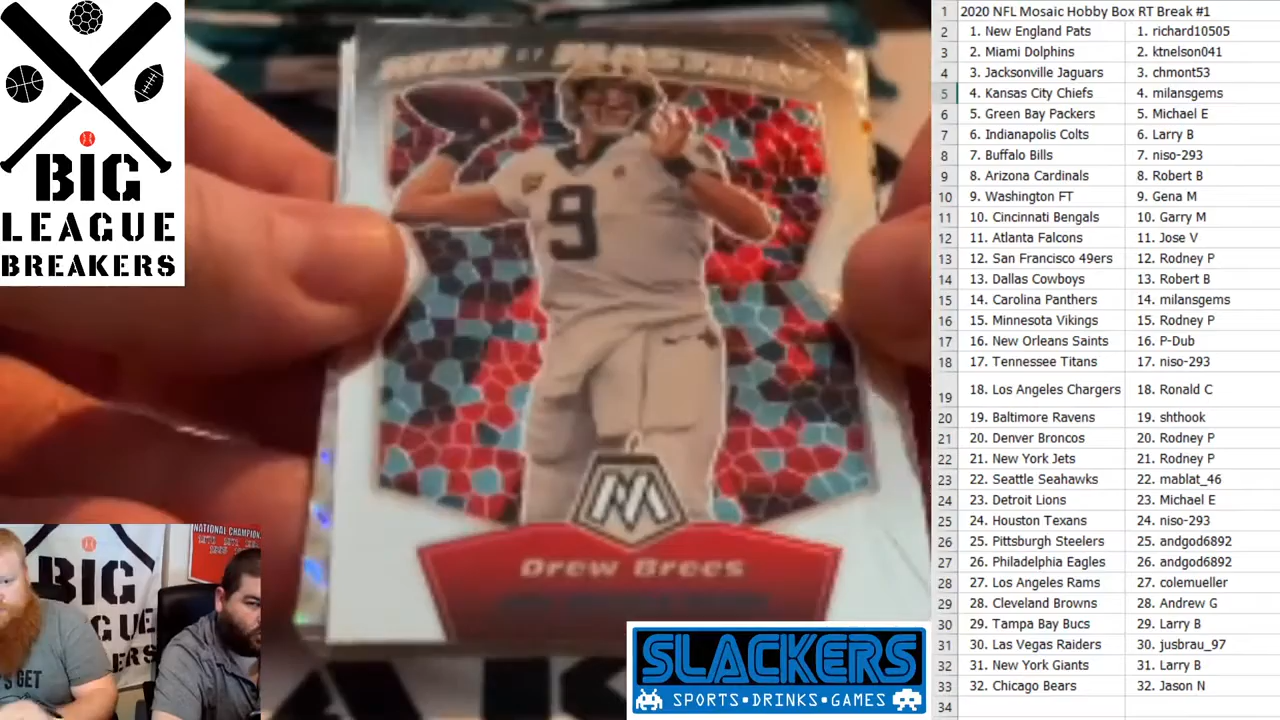 BIG
LEAGUE
BREAKERS
9
Drew Brees
BIG
NATIONAL CHAMPION
SLACKERS
SPORTS•DRINKS•GAMES
1 2020 NFL Mosaic Hobby Box RT Break #1
2 1. New England Pats 1. richard10505
3 2. Miami Dolphins 2. ktnelson041
4 3. Jacksonville Jaguars 3. chmont53
5 4. Kansas City Chiefs 4. milansgems
6 5. Green Bay Packers 5. Michael E
7 6. Indianapolis Colts 6. Larry B
8 7. Buffalo Bills 7. niso-293
9 8. Arizona Cardinals 8. Robert B
10 9. Washington FT 9. Gena M
11 10. Cincinnati Bengals 10. Garry M
12 11. Atlanta Falcons 11. Jose V
13 12. San Francisco 49ers 12. Rodney P
14 13. Dallas Cowboys 13. Robert B
15 14. Carolina Panthers 14. milansgems
16 15. Minnesota Vikings 15. Rodney P
17 16. New Orleans Saints 16. P-Dub
18 17. Tennessee Titans 17. niso-293
19 18. Los Angeles Chargers 18. Ronald C
20 19. Baltimore Ravens 19. shthook
21 20. Denver Broncos 20. Rodney P
22 21. New York Jets 21. Rodney P
23 22. Seattle Seahawks 22. mablat_46
24 23. Detroit Lions 23. Michael E
25 24. Houston Texans 24. niso-293
26 25. Pittsburgh Steelers 25. andgod6892
27 26. Philadelphia Eagles 26. andgod6892
28 27. Los Angeles Rams 27. colemueller
29 28. Cleveland Browns 28. Andrew G
30 29. Tampa Bay Bucs 29. Larry B
31 30. Las Vegas Raiders 30. jusbrau_97
32 31. New York Giants 31. Larry B
33 32. Chicago Bears 32. Jason N
34